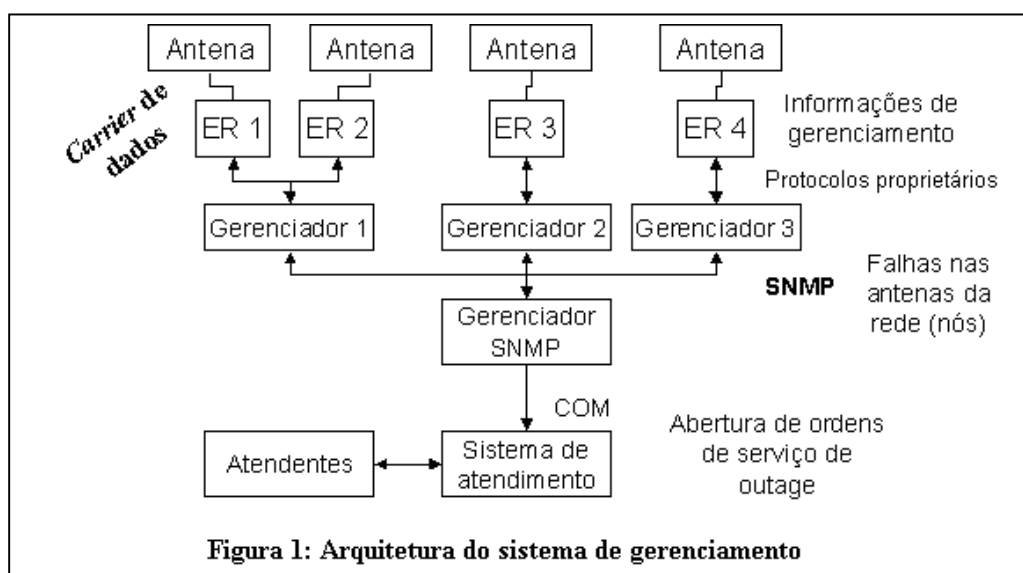 Antena Antena Antena Antena
Carrier de
dados
ER 1 ER 2 ER 3 ER 4
Informações de
gerenciamento
Protocolos proprietários
Gerenciador 1 Gerenciador 2 Gerenciador 3
SNMP
Falhas nas
antenas da
rede (nós)
Gerenciador
SNMP
COM
Atendentes
Sistema de
atendimento
Abertura de ordens
de serviço de
outage
Figura 1: Arquitetura do sistema de gerenciamento